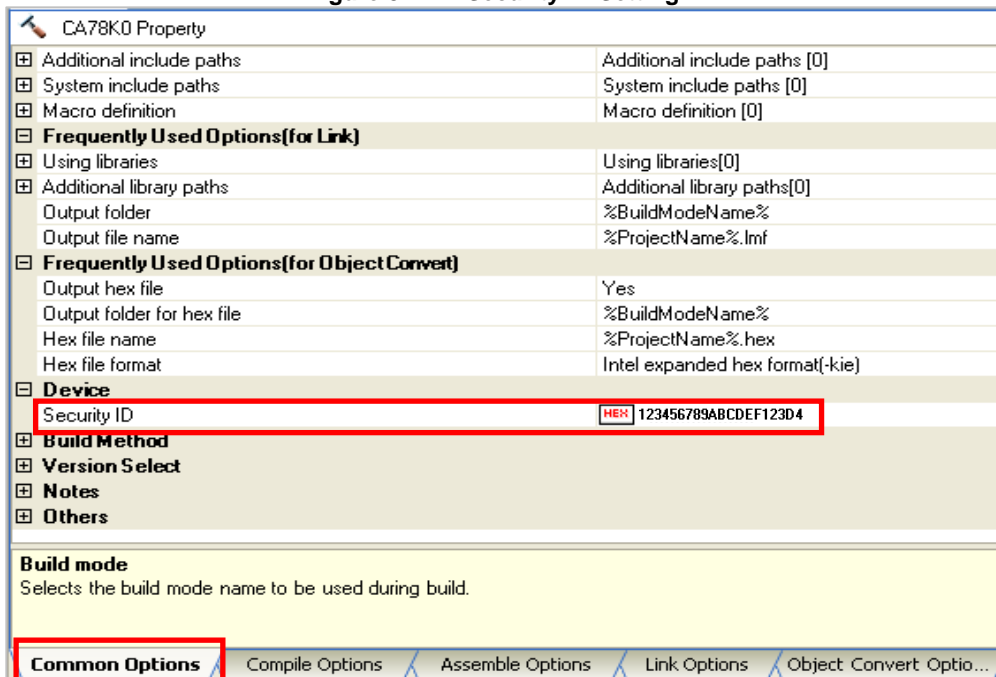 CA78K0 Property
Additional include paths Additional include paths [0]
System include paths System include paths [0]
Macro definition Macro definition [0]
Frequently Used Options(for Link)
Using libraries Using libraries[0]
Additional library paths Additional library paths[0]
Output folder %BuildModeName%
Output file name %ProjectName%.lmf
Frequently Used Options(for Object Convert)
Output hex file Yes
Output folder for hex file %BuildModeName%
Hex file name %ProjectName%.hex
Hex file format Intel expanded hex format(-kie)
Device
Security ID HEX 123456789ABCDEF123D4
Build Method
Version Select
Notes
Others
Build mode
Selects the build mode name to be used during build.
Common Options Compile Options Assemble Options Link Options Object Convert Optio...